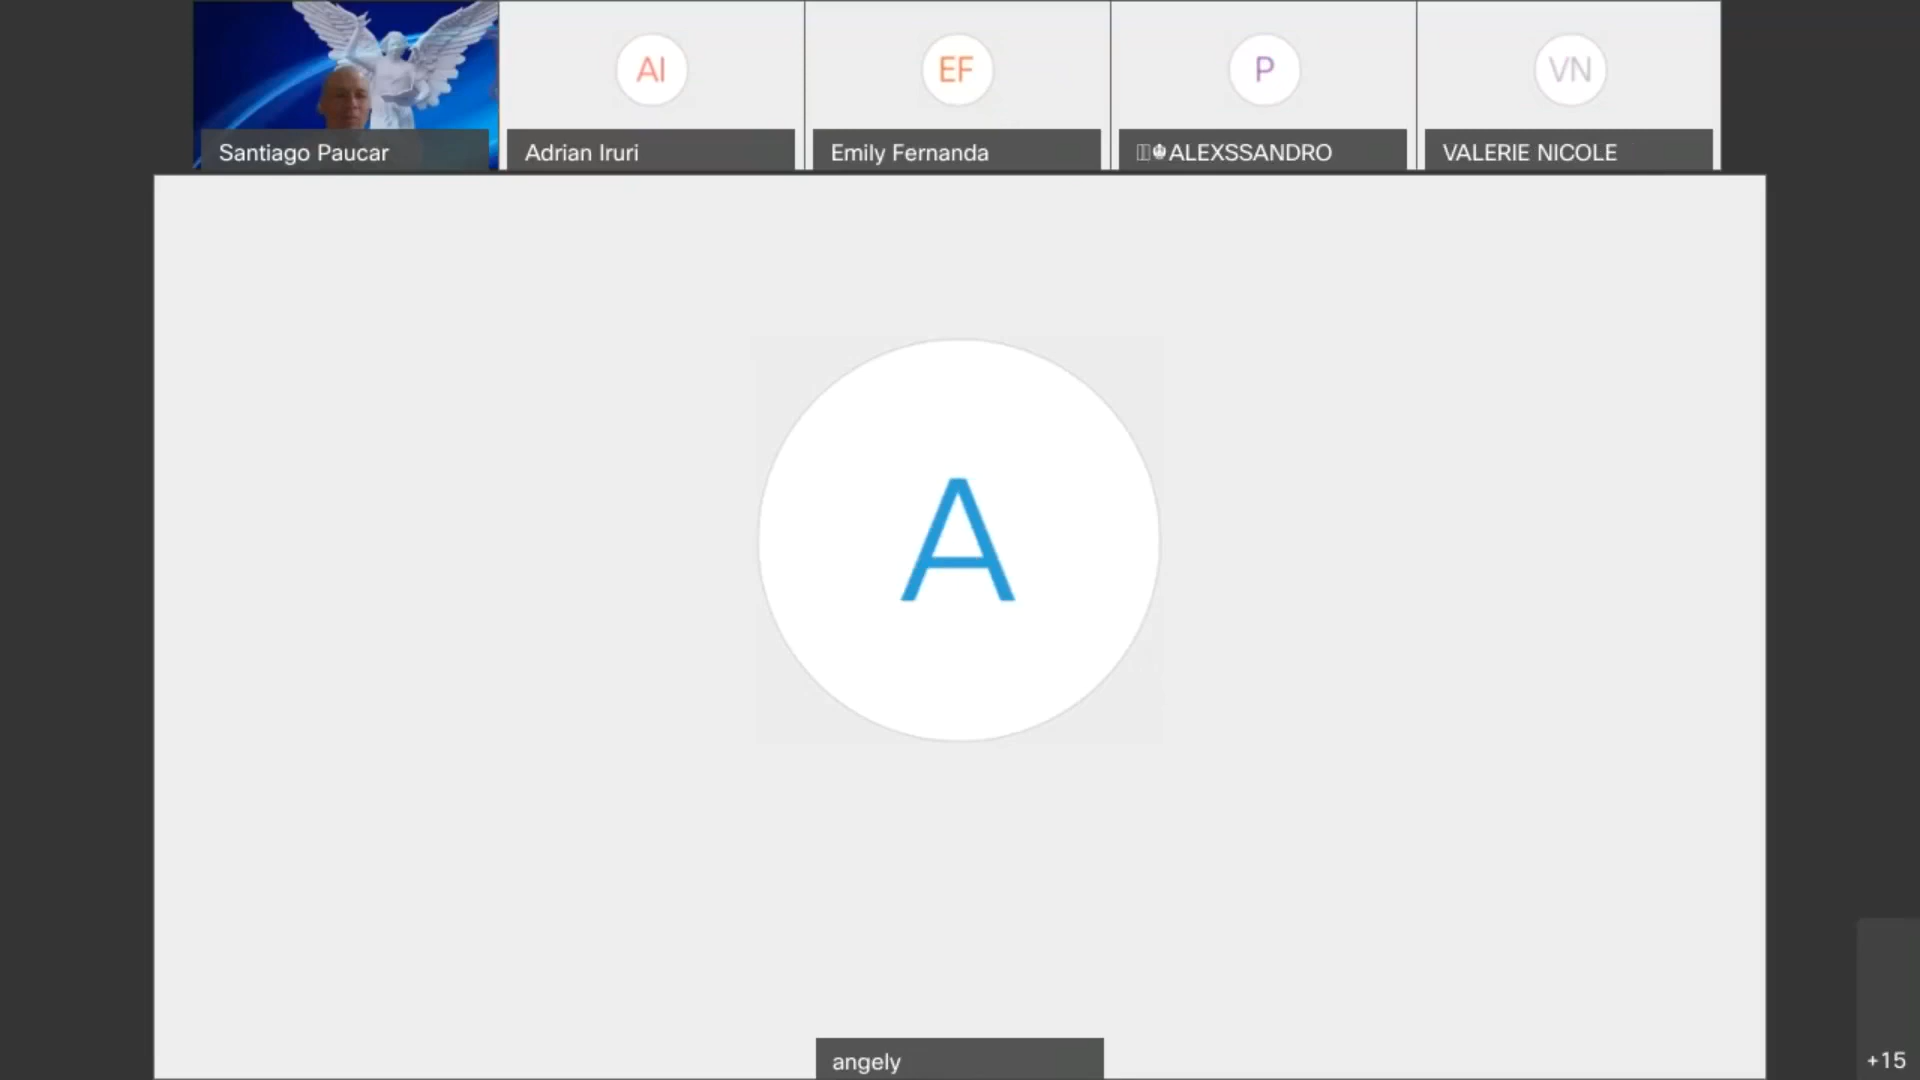 AI
EF
P
VN
Santiago Paucar
Adrian Iruri
Emily Fernanda
♚ALEXSSANDRO
VALERIE NICOLE
A
angely
+15